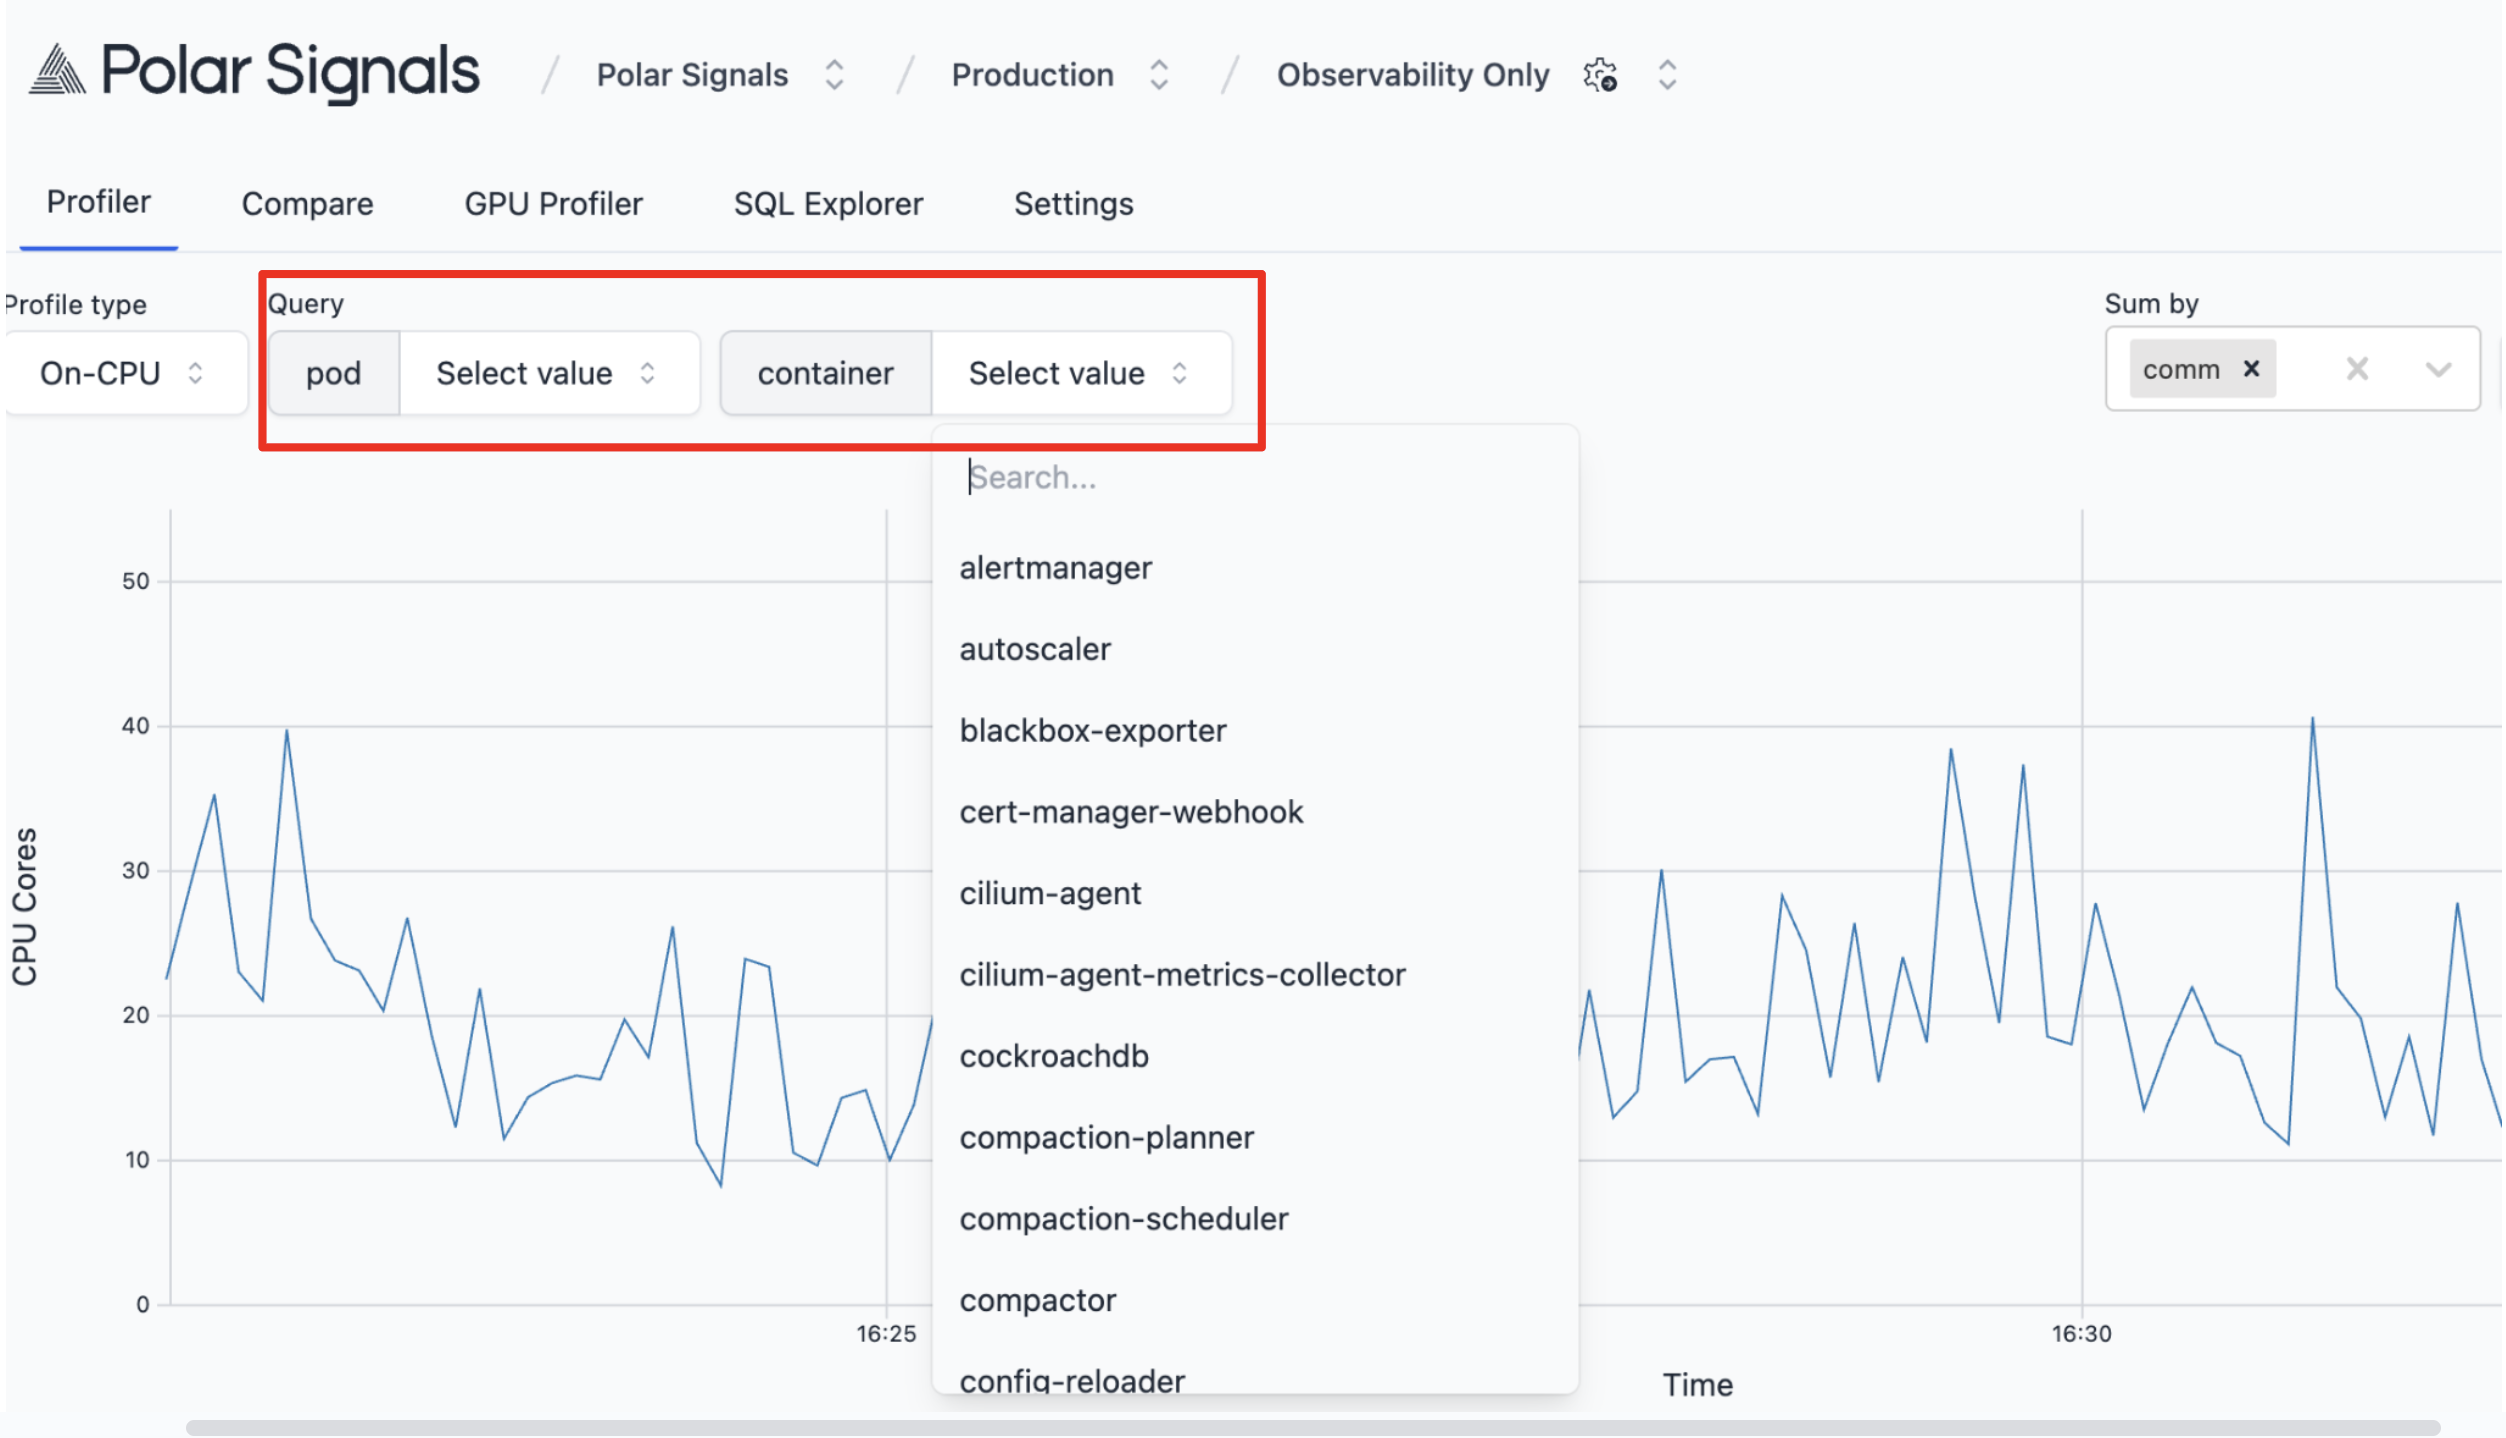 Polar Signals / Polar Signals / Production / Observability Only
Profiler Compare GPU Profiler SQL Explorer Settings
Profile type Query Sum by
On-CPU pod Select value container Select value comm
Search...
alertmanager
autoscaler
blackbox-exporter
cert-manager-webhook
cilium-agent
cilium-agent-metrics-collector
cockroachdb
compaction-planner
compaction-scheduler
compactor
config-reloader
CPU Cores
50
40
30
20
10
0
16:25 16:30
Time